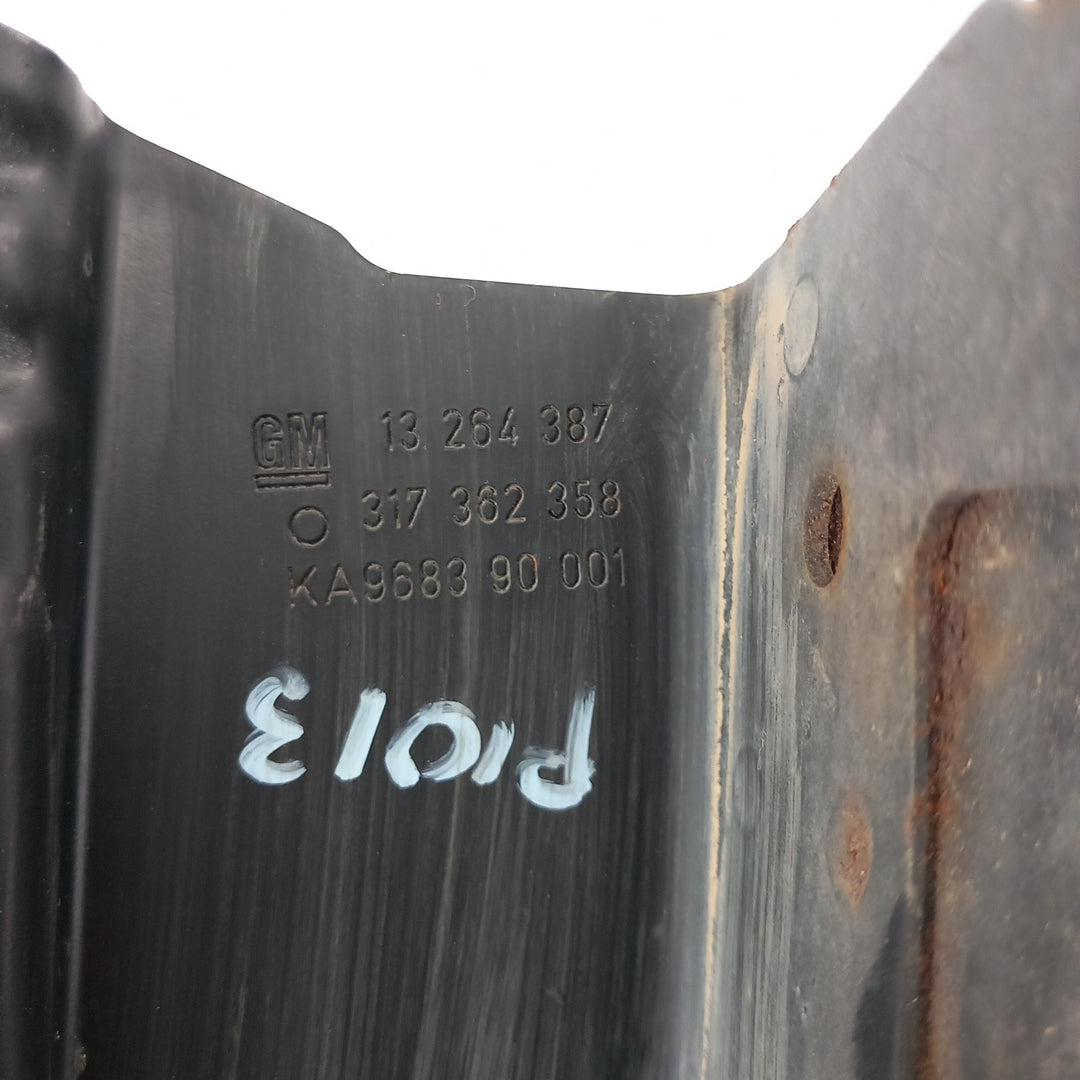 GM 13 264 387
O 317 362 358
KA9683 90 001
P1013